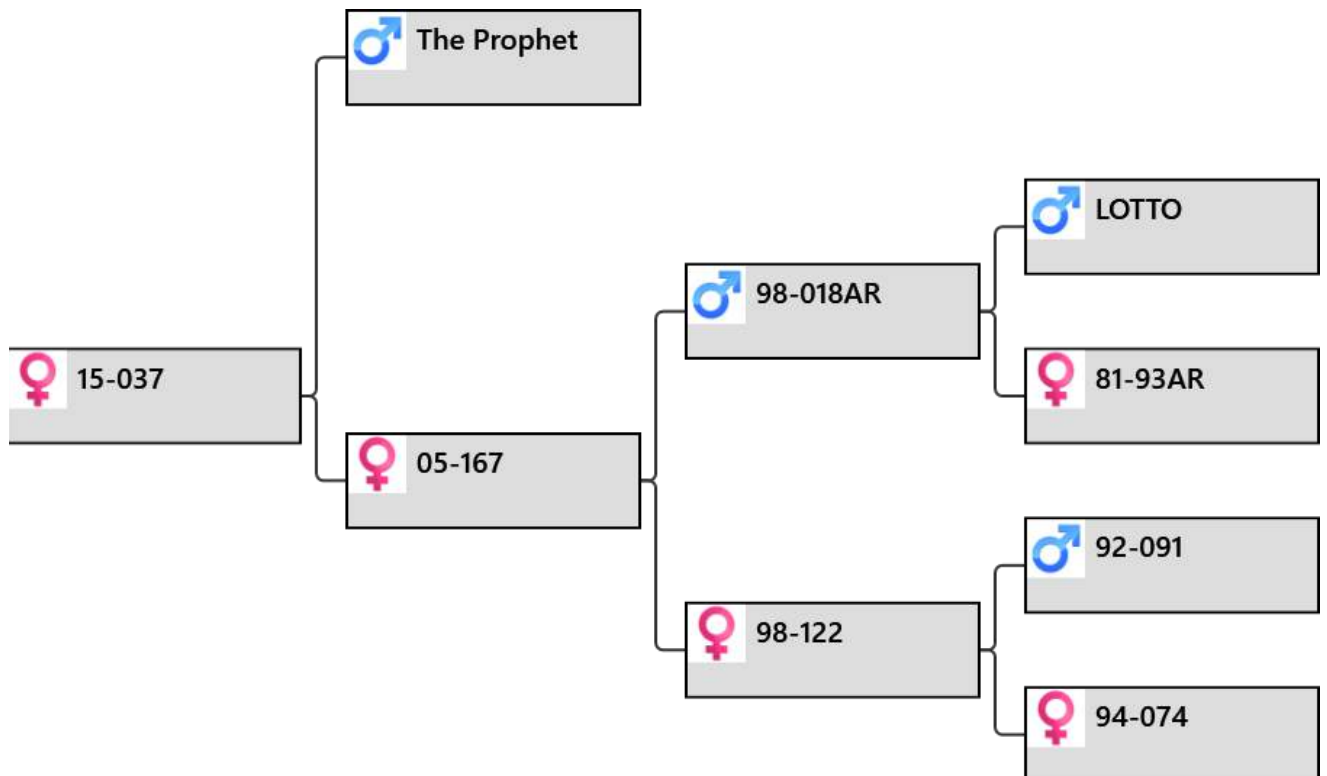 The Prophet
LOTTO
98-018AR
15-037
81-93AR
05-167
92-091
98-122
94-074